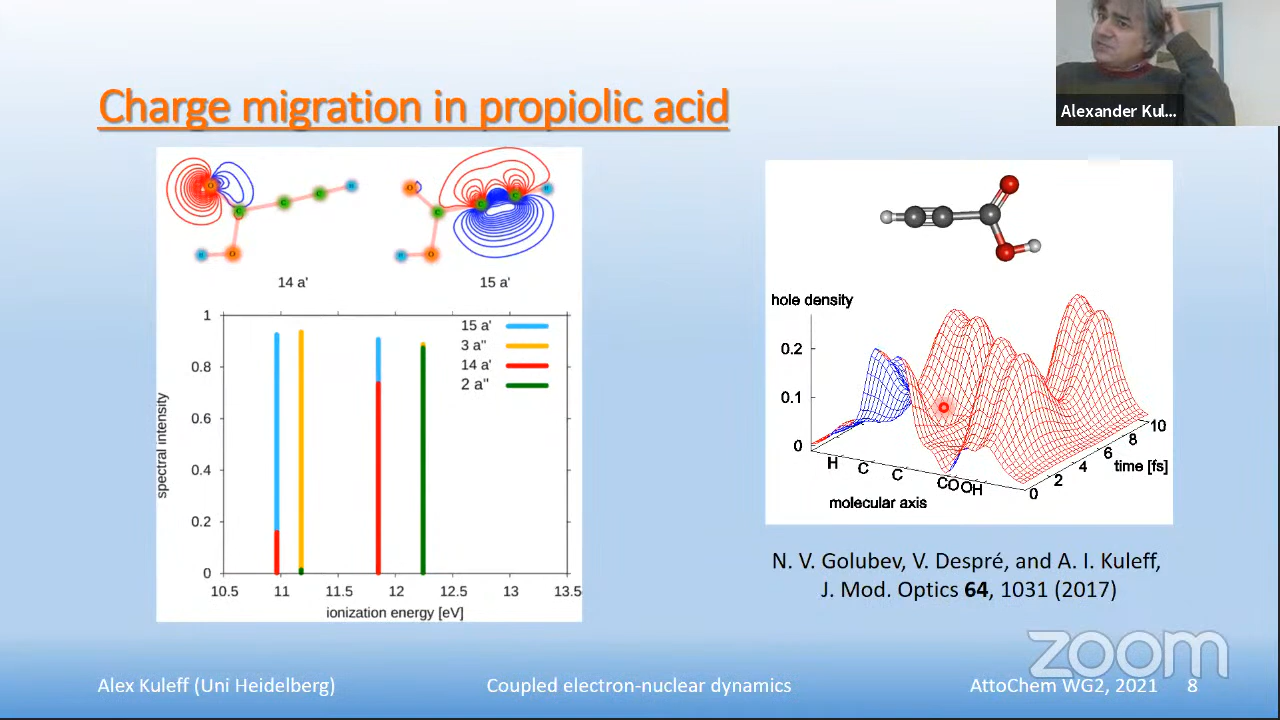 Alexander Kul...
Charge migration in propiolic acid
O C C C H
H O
14 a'
O C C C H
H O
15 a'
1
0.8
0.6
0.4
0.2
0
spectral intensity
15 a'
3 a"
14 a'
2 a"
10.5 11 11.5 12 12.5 13 13.5
ionization energy [eV]
hole density
0.2
0.1
0
H C C CO OH
molecular axis
0 2 4 6 8 10
time [fs]
N. V. Golubev, V. Despré, and A. I. Kuleff,
J. Mod. Optics 64, 1031 (2017)
zoom
Alex Kuleff (Uni Heidelberg)
Coupled electron-nuclear dynamics
AttoChem WG2, 2021 8